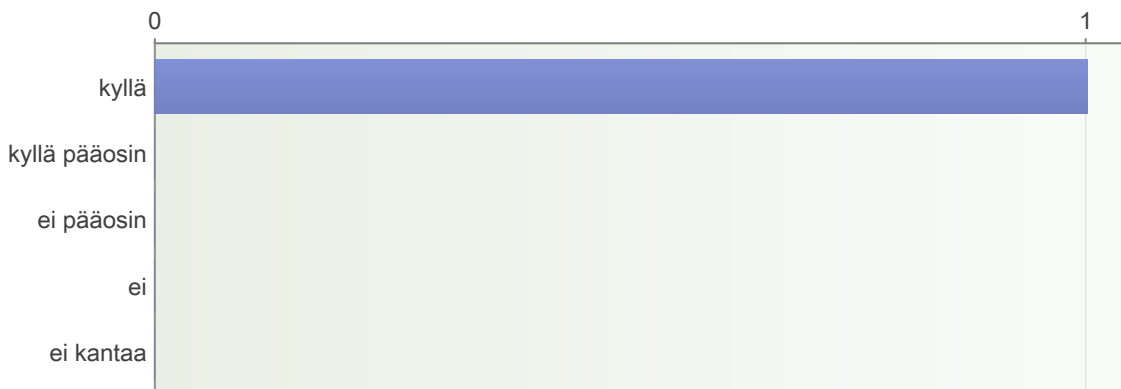 0 1
kyllä
kyllä pääosin
ei pääosin
ei
ei kantaa